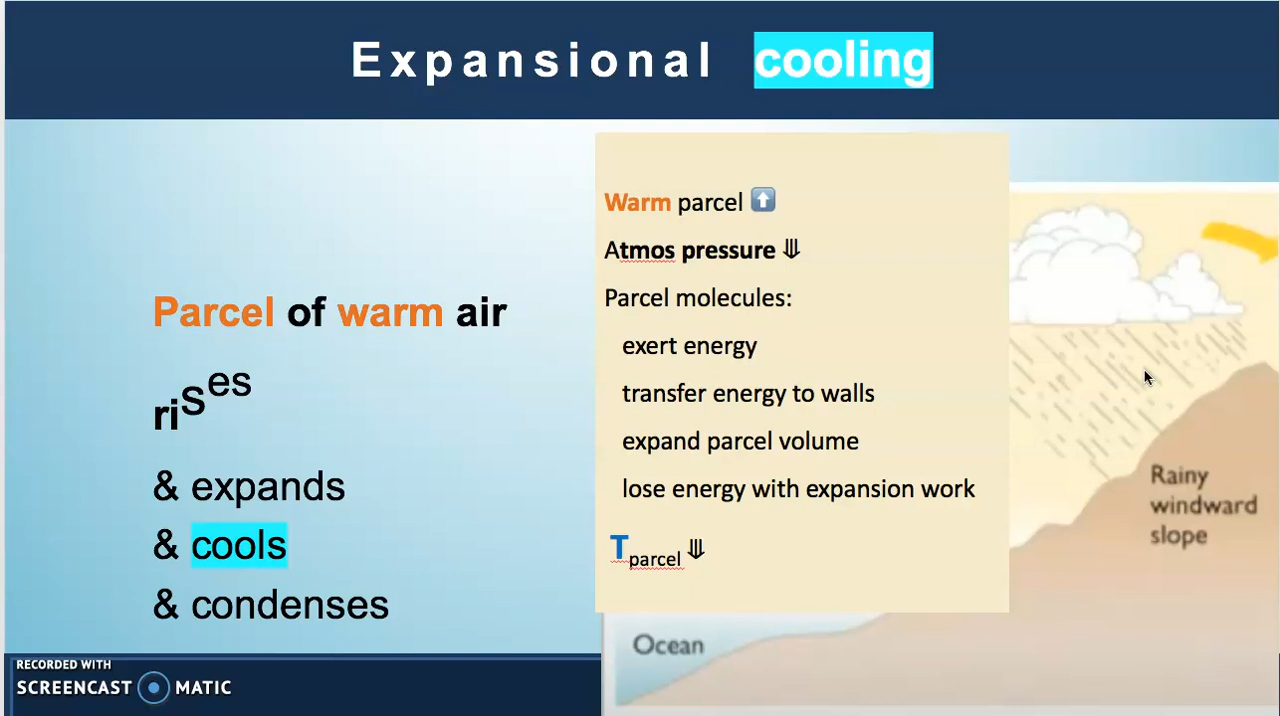 Expansional cooling
Warm parcel ⬆
Atmos pressure ⤋
Parcel molecules:
exert energy
transfer energy to walls
expand parcel volume
lose energy with expansion work
Tparcel ⤋
Parcel of warm air
rises
& expands
& cools
& condenses
Rainy
windward
slope
Ocean
RECORDED WITH
SCREENCAST MATIC